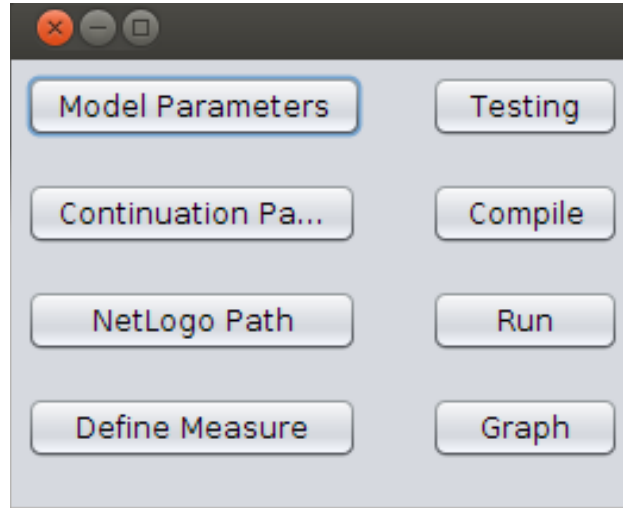 Model Parameters
Testing
Continuation Pa...
Compile
NetLogo Path
Run
Define Measure
Graph